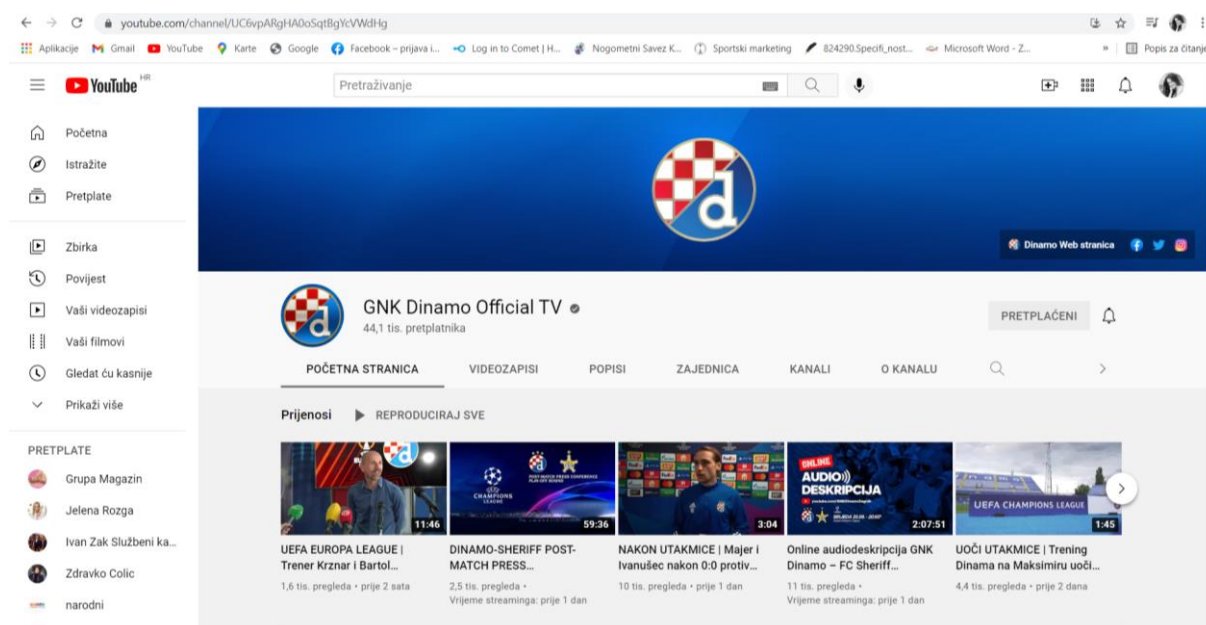 youtube.com/channel/UC6vpARgHA0oSqtBgYcVWdHg
Aplikacije Gmail YouTube Karte Google Facebook – prijava i... Log in to Comet | H... Nogometni Savez K... Sportski marketing 824290.Specifi_nost... Microsoft Word - Z... » Popis za čitanje
YouTube HR
Pretraživanje
Početna
Istražite
Pretplate
Zbirka
Povijest
Vaši videozapisi
Vaši filmovi
Gledat ću kasnije
Prikaži više
PRETPLATE
Grupa Magazin
Jelena Rozga
Ivan Zak Službeni ka...
Zdravko Colic
narodni
Dinamo Web stranica
GNK Dinamo Official TV
44,1 tis. pretplatnika
PRETPLAĆENI
POČETNA STRANICA VIDEOZAPISI POPISI ZAJEDNICA KANALI O KANALU
Prijenosi REPRODUCIRAJ SVE
11:46
UEFA EUROPA LEAGUE |
Trener Krznar i Bartol...
1,6 tis. pregleda • prije 2 sata
POST-MATCH PRESS CONFERENCE
CHAMPIONS
LEAGUE
59:36
DINAMO-SHERIFF POST-
MATCH PRESS...
2,5 tis. pregleda •
Vrijeme streaminga: prije 1 dan
3:04
NAKON UTAKMICE | Majer i
Ivanušec nakon 0:0 protiv...
10 tis. pregleda • prije 1 dan
ONLINE
AUDIO))
DESKRIPCIJA
2:07:51
Online audiodeskripcija GNK
Dinamo – FC Sheriff...
11 tis. pregleda •
Vrijeme streaminga: prije 1 dan
UEFA CHAMPIONS LEAGUE
1:45
UOČI UTAKMICE | Trening
Dinama na Maksimiru uoči...
4,4 tis. pregleda • prije 2 dana